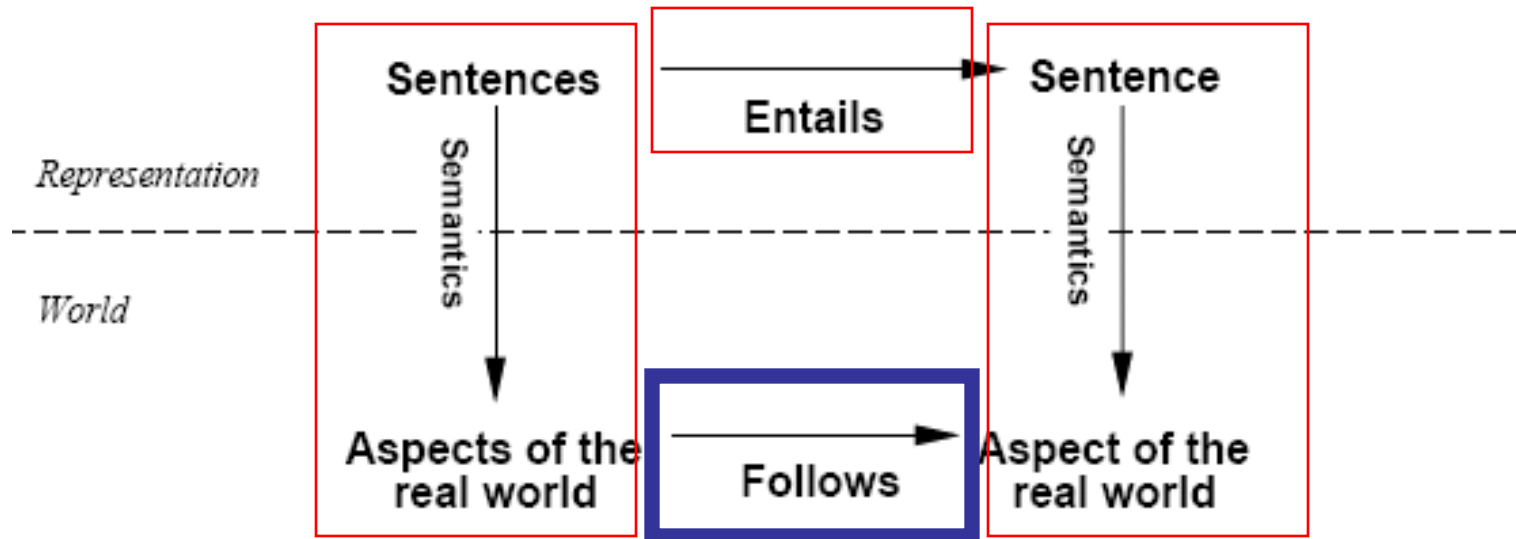 Sentences
Entails
Sentence
Representation
Semantics
Semantics
World
Aspects of the
real world
Follows
Aspect of the
real world